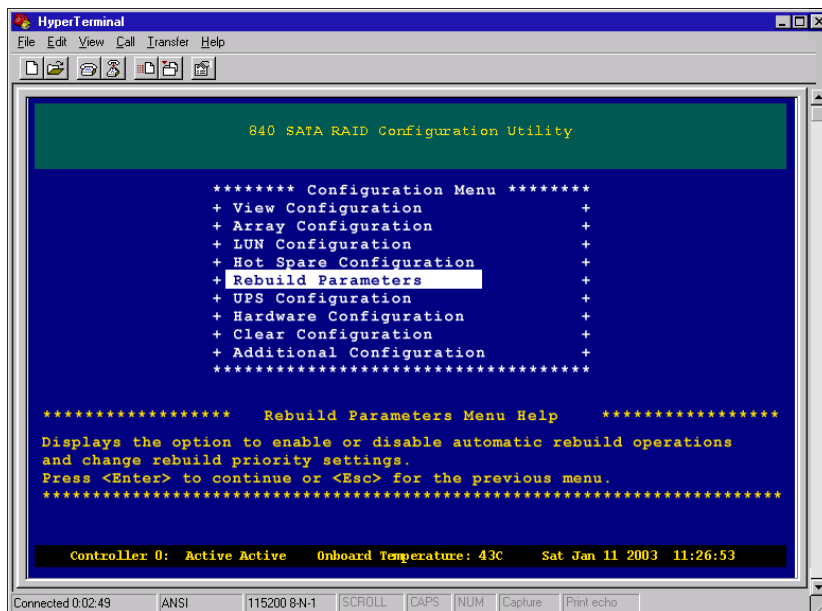 HyperTerminal
File Edit View Call Transfer Help
840 SATA RAID Configuration Utility
******** Configuration Menu ********
+ View Configuration +
+ Array Configuration +
+ LUN Configuration +
+ Hot Spare Configuration +
+ Rebuild Parameters +
+ UPS Configuration +
+ Hardware Configuration +
+ Clear Configuration +
+ Additional Configuration +
************************************
****************** Rebuild Parameters Menu Help *****************
Displays the option to enable or disable automatic rebuild operations
and change rebuild priority settings.
Press <Enter> to continue or <Esc> for the previous menu.
***********************************************************************
Controller 0: Active Active Onboard Temperature: 43C Sat Jan 11 2003 11:26:53
Connected 0:02:49 ANSI 115200 8-N-1 SCROLL CAPS NUM Capture Print echo